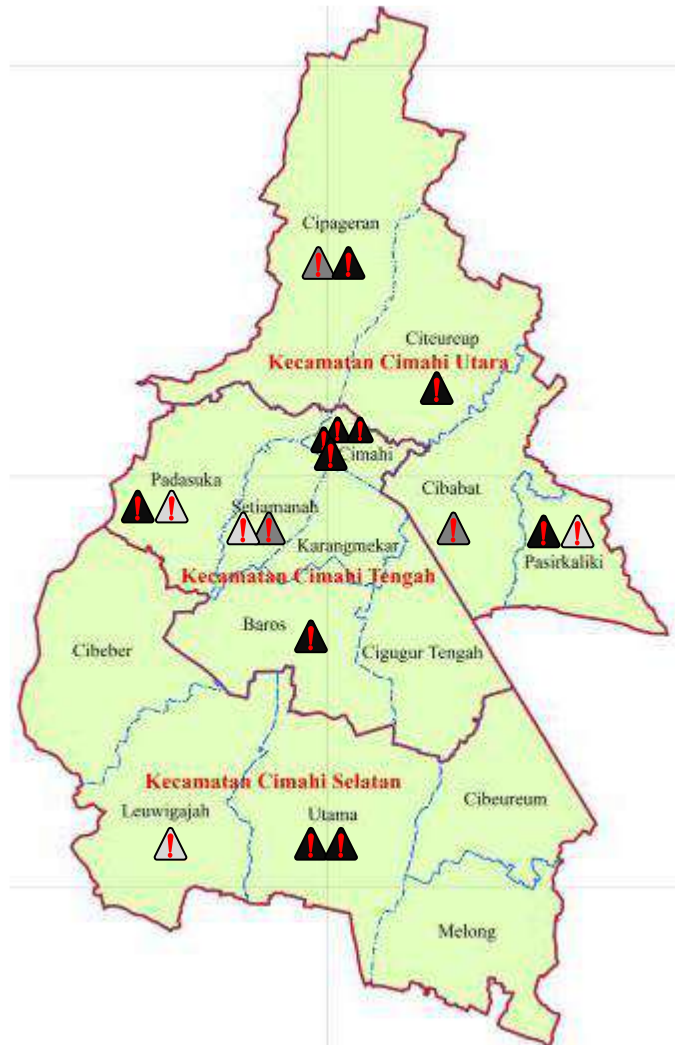 Cipageran
Citeureup
Kecamatan Cimahi Utara
Cimahi
Padasuka
Cibabat
Setiamanah
Karangmekar
Pasirkaliki
Kecamatan Cimahi Tengah
Baros
Cibeber
Cigugur Tengah
Kecamatan Cimahi Selatan
Cibeureum
Leuwigajah
Utama
Melong